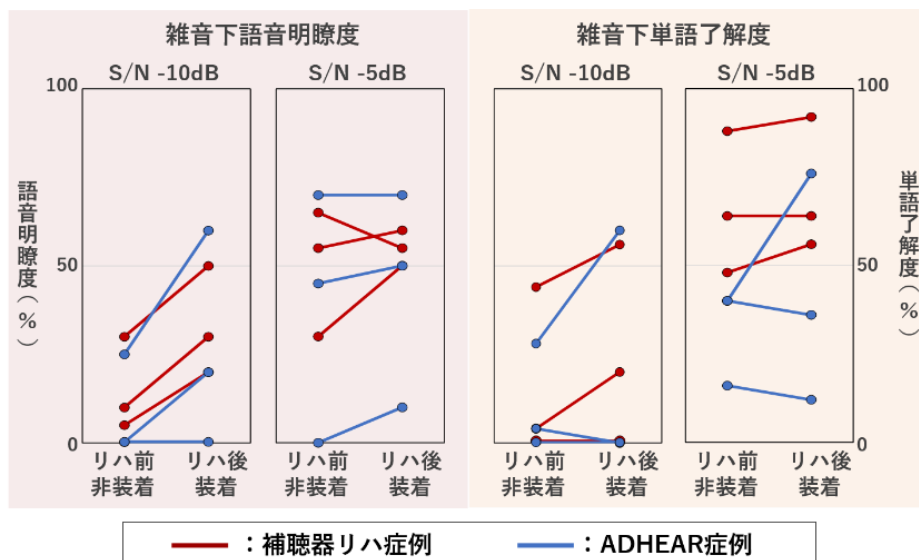 雑音下語音明瞭度
雑音下単語了解度
S/N -10dB
S/N -5dB
S/N -10dB
S/N -5dB
100
50
0
100
50
0
語音明瞭度(%)
単語了解度(%)
リハ前
非装着
リハ後
装着
リハ前
非装着
リハ後
装着
リハ前
非装着
リハ後
装着
リハ前
非装着
リハ後
装着
：補聴器リハ症例
：ADHEAR症例